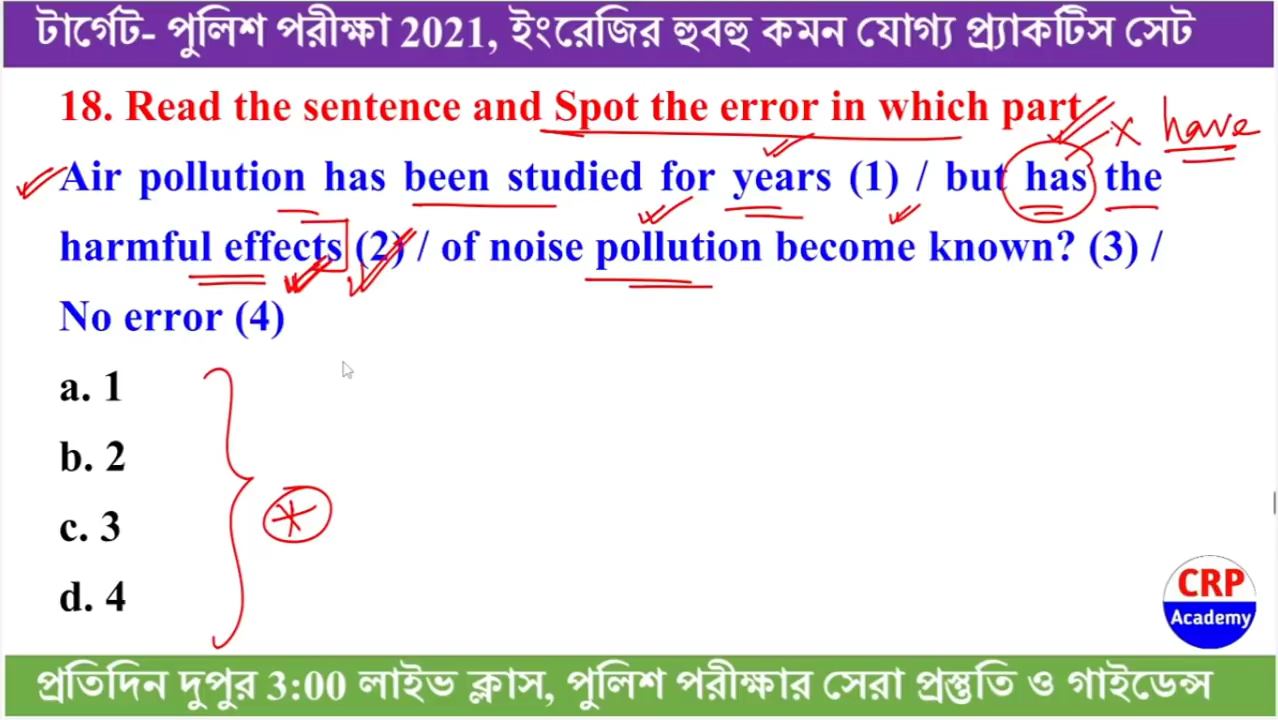 টার্গেট- পুলিশ পরীক্ষা 2021, ইংরেজির হুবহু কমন যোগ্য প্র্যাকটিস সেট
18. Read the sentence and Spot the error in which part
have
Air pollution has been studied for years (1) / but has the
harmful effects (2) / of noise pollution become known? (3) /
No error (4)
a. 1
b. 2
c. 3
d. 4
CRP
Academy
প্রতিদিন দুপুর 3:00 লাইভ ক্লাস, পুলিশ পরীক্ষার সেরা প্রস্তুতি ও গাইডেন্স